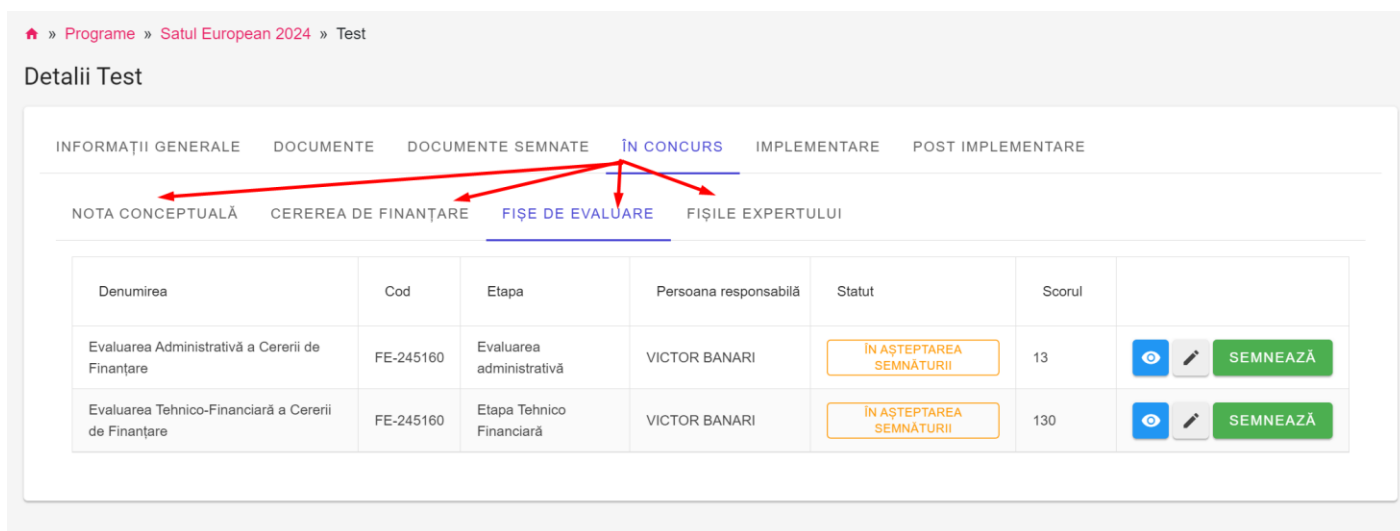 » Programe » Satul European 2024 » Test
Detalii Test
INFORMAȚII GENERALE DOCUMENTE DOCUMENTE SEMNATE ÎN CONCURS IMPLEMENTARE POST IMPLEMENTARE
NOTA CONCEPTUALĂ CEREREA DE FINANȚARE FIȘE DE EVALUARE FIȘILE EXPERTULUI
Denumirea Cod Etapa Persoana responsabilă Statut Scorul
Evaluarea Administrativă a Cererii de
Finanțare
FE-245160
Evaluarea
administrativă
VICTOR BANARI
ÎN AȘTEPTAREA
SEMNĂTURII
13
SEMNEAZĂ
Evaluarea Tehnico-Financiară a Cererii
de Finanțare
FE-245160
Etapa Tehnico
Financiară
VICTOR BANARI
ÎN AȘTEPTAREA
SEMNĂTURII
130
SEMNEAZĂ